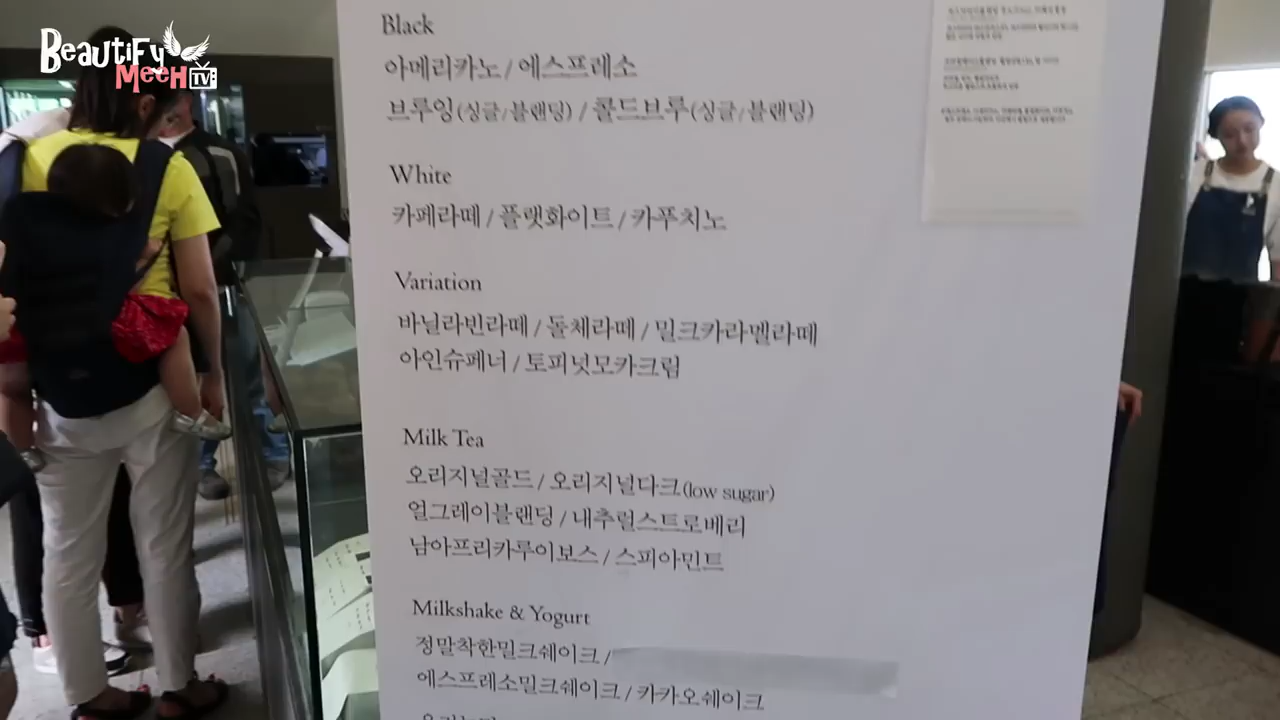 BeautiFy
MeeH TV
Black
아메리카노 / 에스프레소
브루잉(싱글/블랜딩) / 콜드브루(싱글/블랜딩)
White
카페라떼 / 플랫화이트 / 카푸치노
Variation
바닐라빈라떼 / 돌체라떼 / 밀크카라멜라떼
아인슈페너 / 토피넛모카크림
Milk Tea
오리지널골드 / 오리지널다크(low sugar)
얼그레이블랜딩 / 내추럴스트로베리
남아프리카루이보스 / 스피아민트
Milkshake & Yogurt
정말착한밀크쉐이크 /
에스프레소밀크쉐이크 / 카카오쉐이크